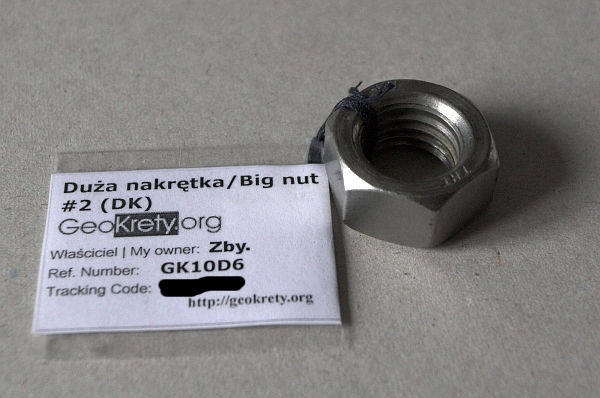 Duża nakrętka/Big nut
#2 (DK)
GeoKrety.org
Właściciel | My owner: Zby.
Ref. Number: GK10D6
Tracking Code:
http://geokrety.org